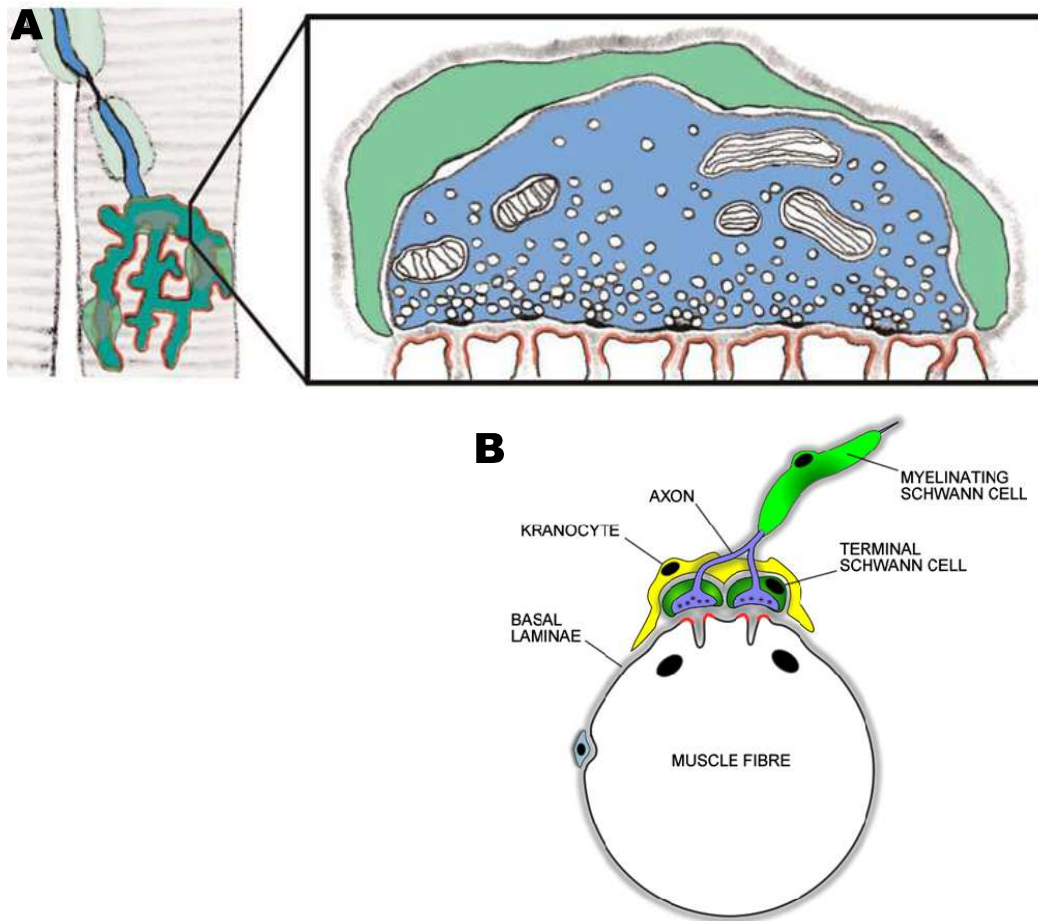 A
B
MYELINATING
SCHWANN CELL
AXON
KRANOCYTE
TERMINAL
SCHWANN CELL
BASAL
LAMINAE
MUSCLE FIBRE